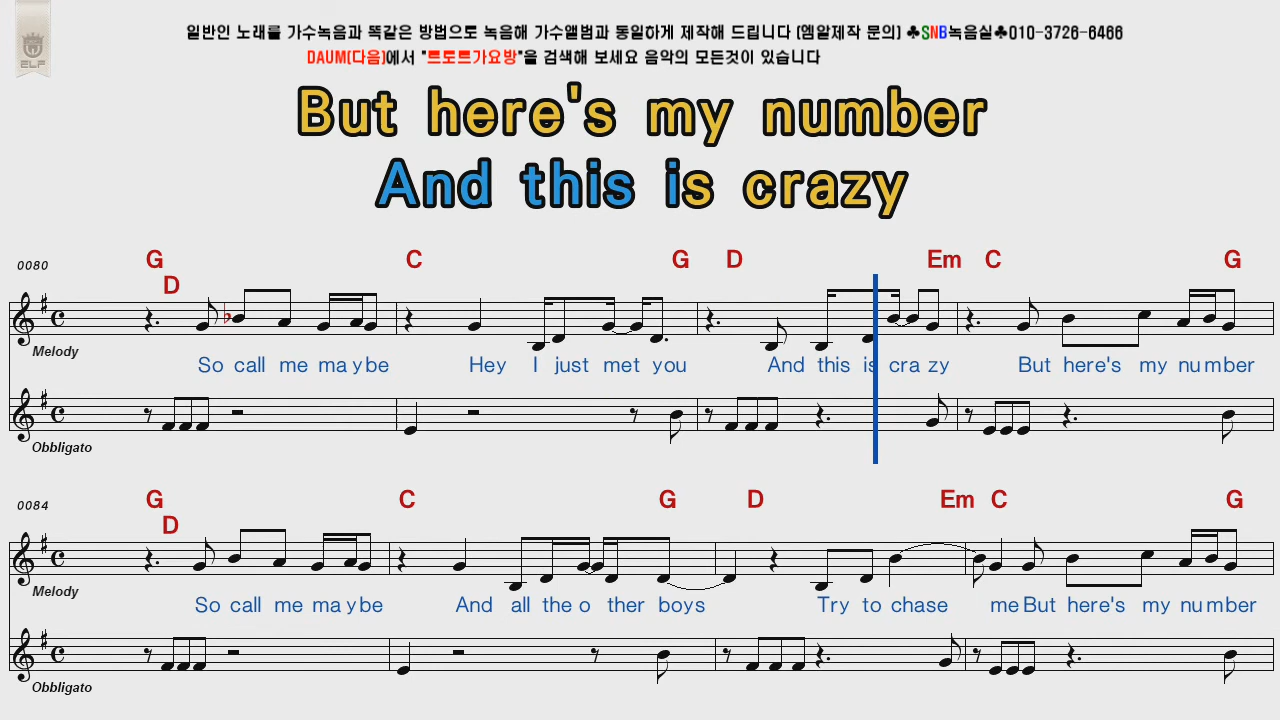 일반인 노래를 가수녹음과 똑같은 방법으로 녹음해 가수앨범과 동일하게 제작해 드립니다 (엠알제작 문의) ♣SNB녹음실♣010-3726-6466
DAUM(다음)에서 "트로트가요방"을 검색해 보세요 음악의 모든것이 있습니다
ELF
But here's my number
And this is crazy
0080
G C G D Em C G
D
Melody
So call me ma y be Hey I just met you And this is cra zy But here's my nu mber
Obbligato
0084
G C G D Em C G
D
Melody
So call me ma y be And all the o ther boys Try to chase me But here's my nu mber
Obbligato